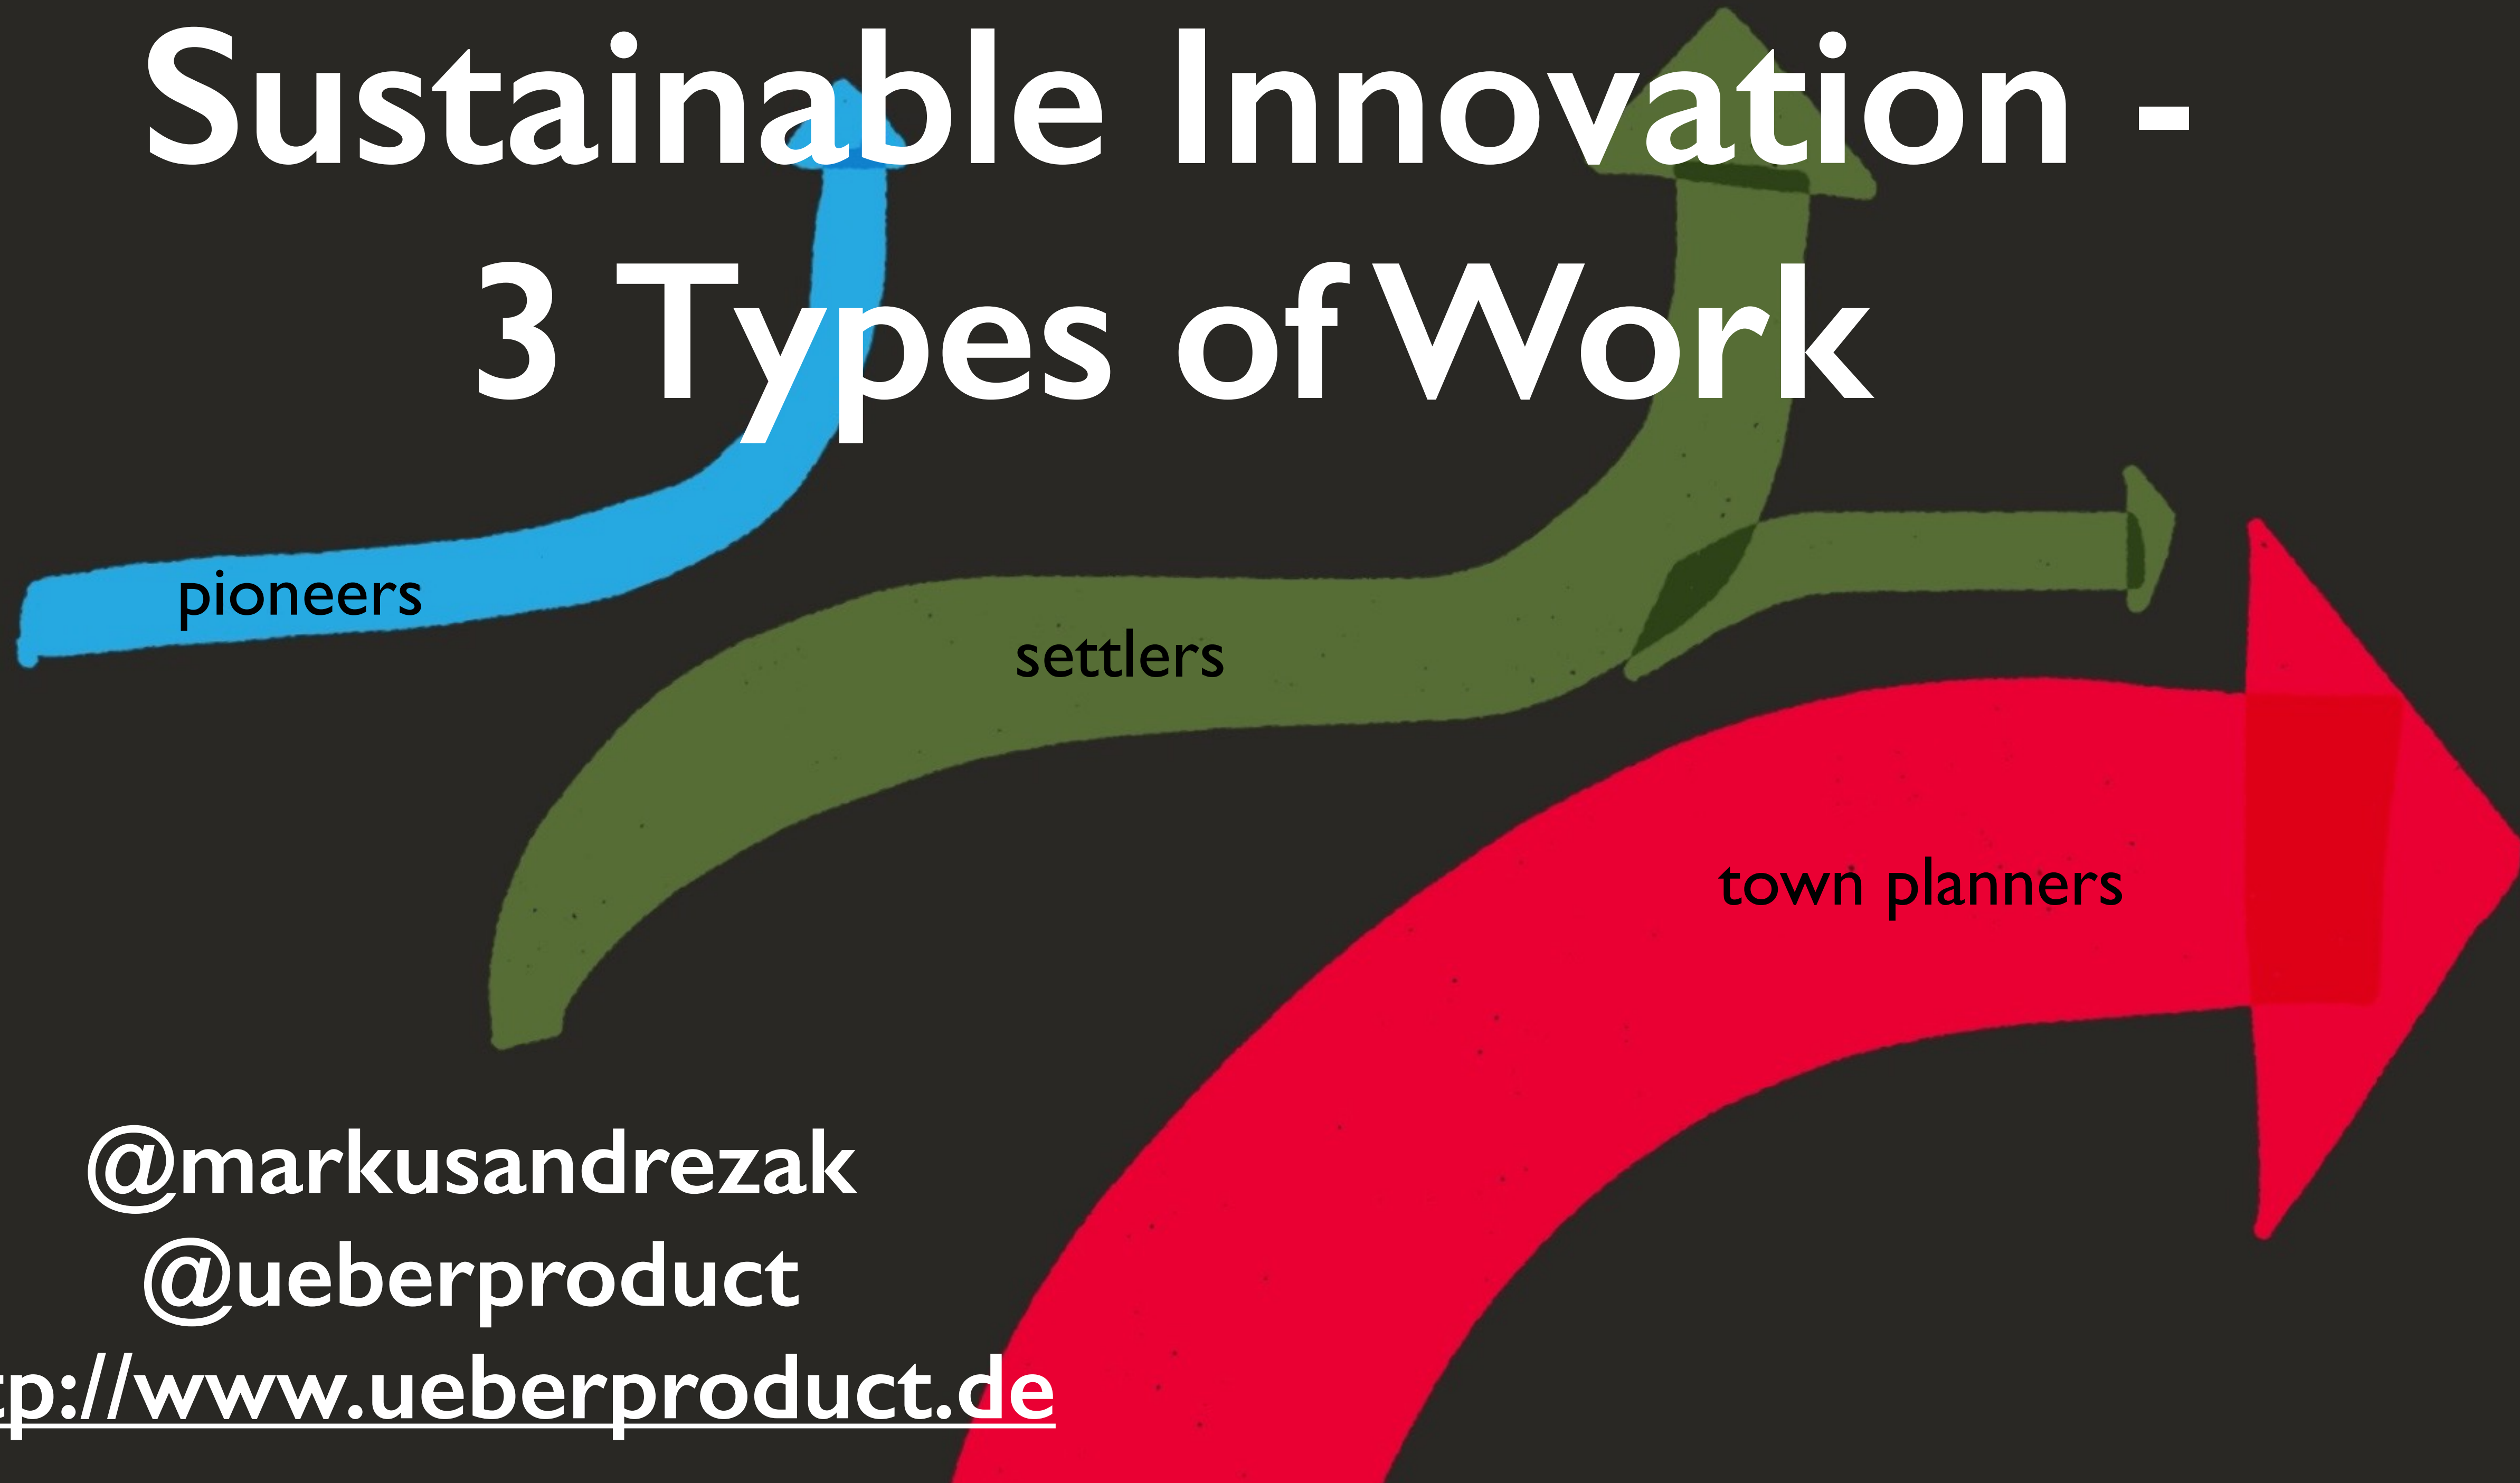 Sustainable Innovation -
3 Types of Work
pioneers
settlers
town planners
@markusandrezak
@ueberproduct
tp://www.ueberproduct.de